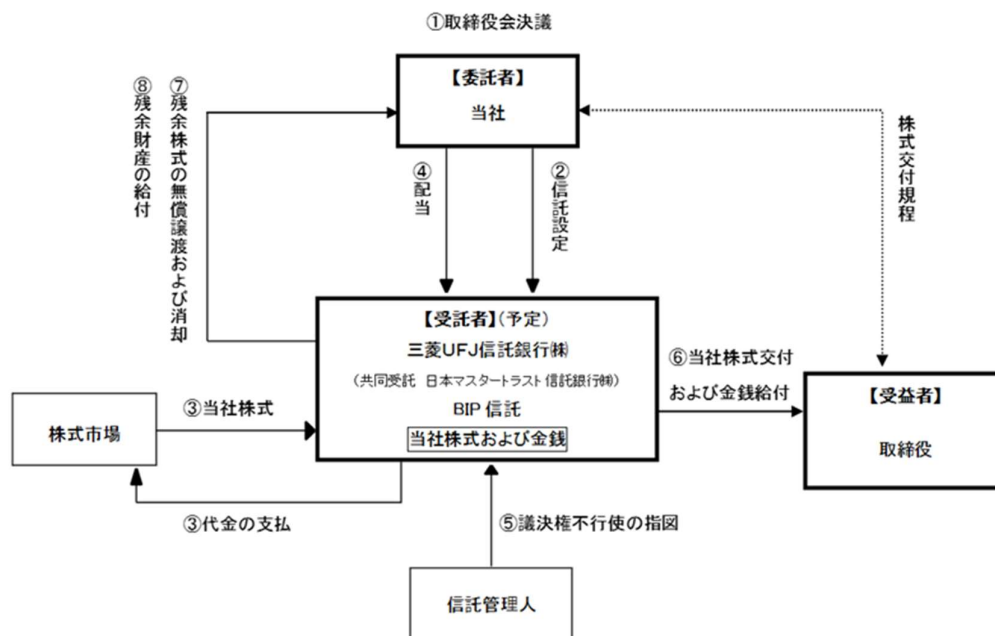 ①取締役会決議
【委託者】
当社
⑧残余財産の給付
⑦残余株式の無償譲渡および消却
④配当
②信託設定
株式交付規程
【受託者】(予定)
三菱UFJ信託銀行㈱
(共同受託 日本マスタートラスト信託銀行㈱)
BIP信託
当社株式および金銭
③当社株式
株式市場
③代金の支払
⑥当社株式交付
および金銭給付
【受益者】
取締役
⑤議決権不行使の指図
信託管理人